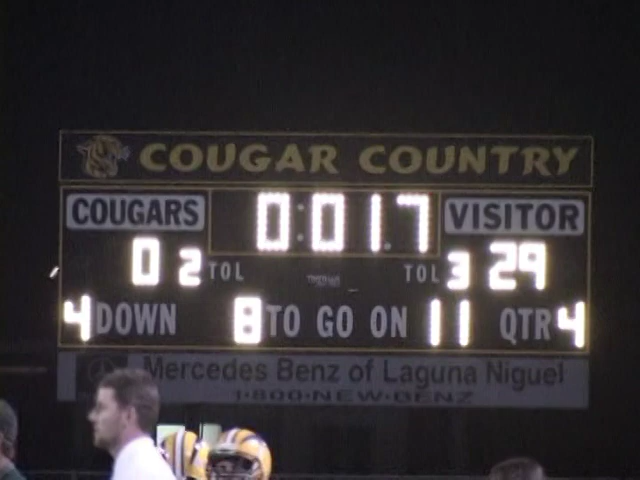 COUGAR COUNTRY
COUGARS 0:01.7 VISITOR
0 2 TOL TOL 3 29
4 DOWN 8 TO GO ON 11 QTR 4
Mercedes Benz of Laguna Niguel
1-800-NEW-BENZ